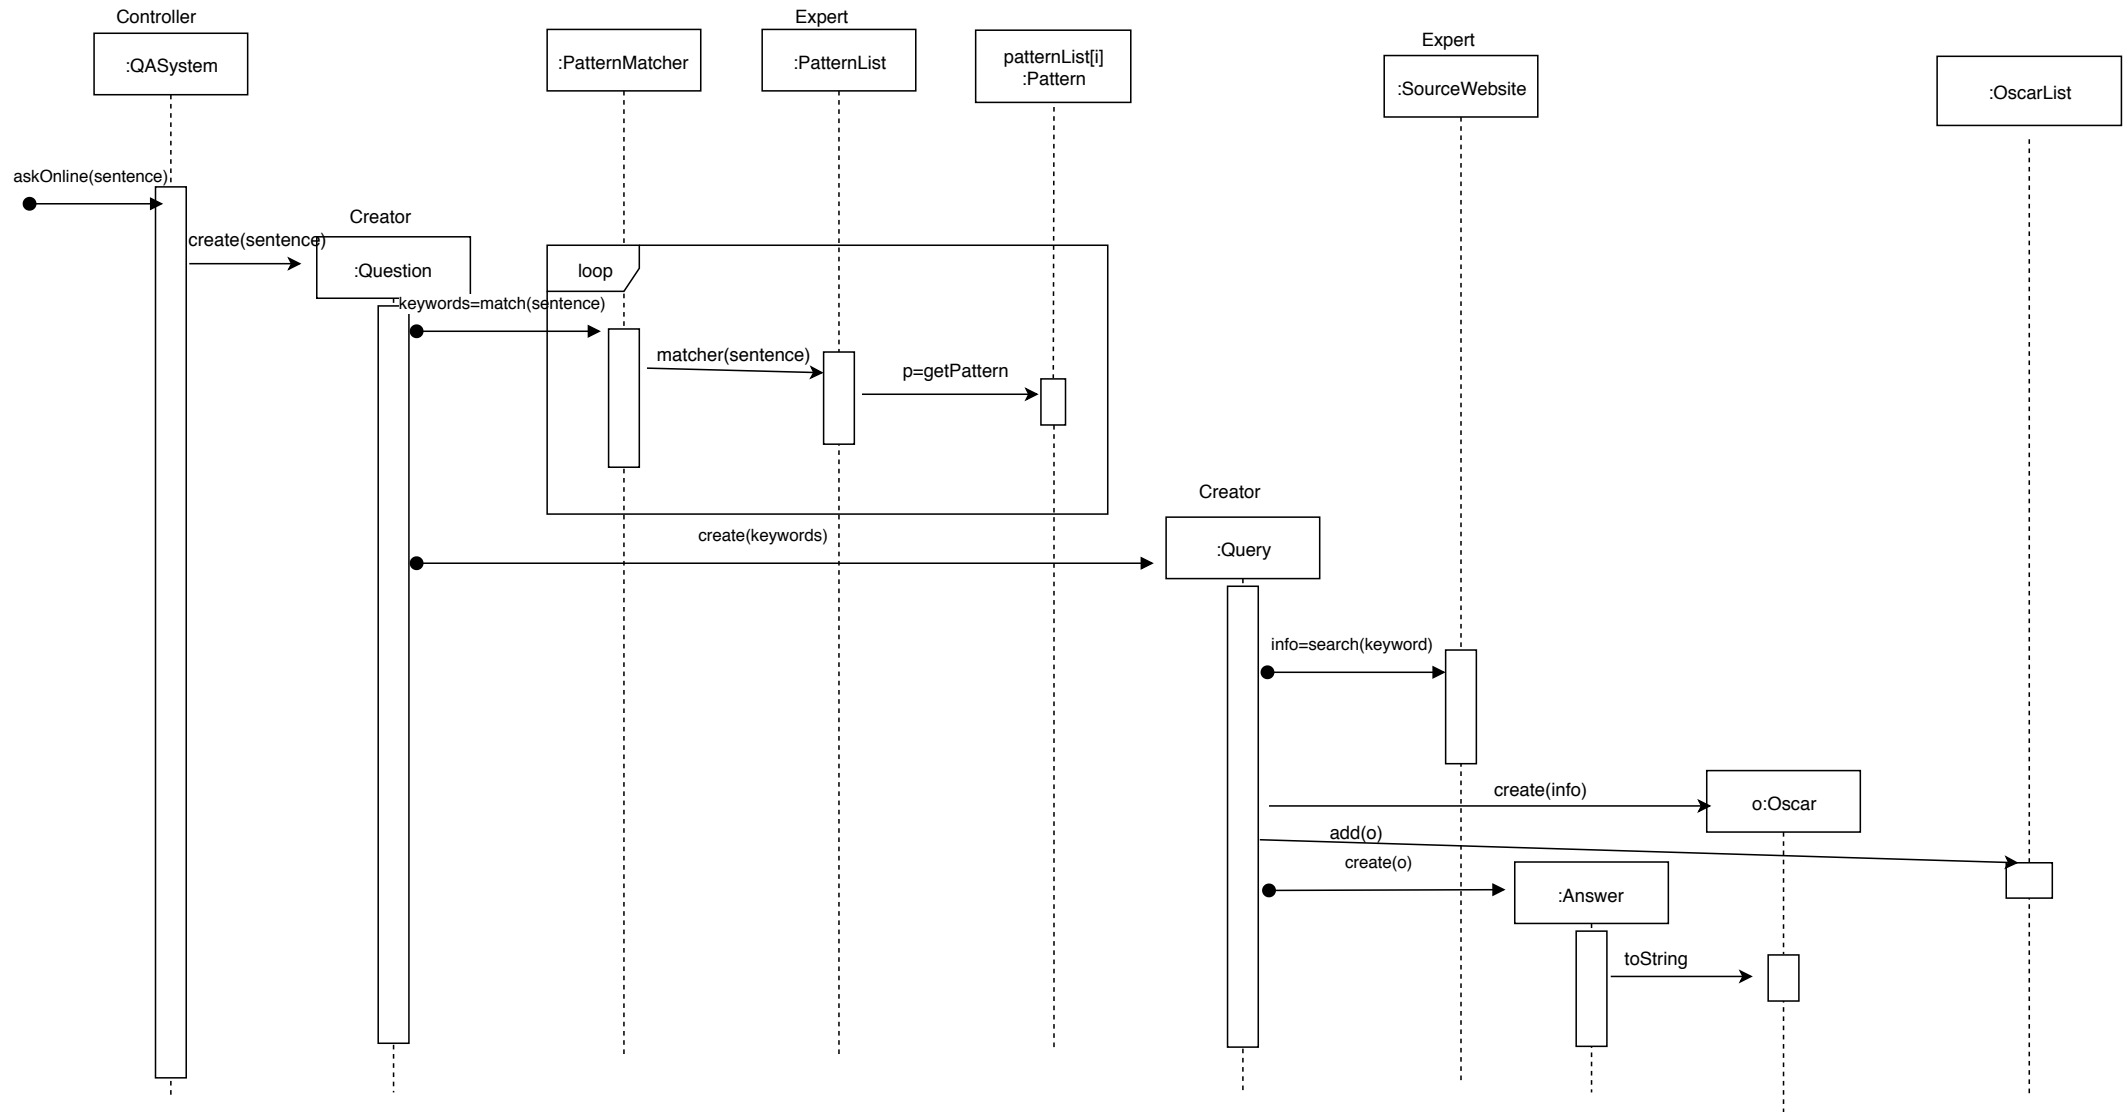 Controller
Expert
:QASystem
:PatternMatcher
:PatternList
patternList[i]
:Pattern
Expert
:SourceWebsite
:OscarList
askOnline(sentence)
Creator
create(sentence)
:Question
loop
keywords=match(sentence)
matcher(sentence)
p=getPattern
Creator
create(keywords)
:Query
info=search(keyword)
create(info)
o:Oscar
add(o)
create(o)
:Answer
toString